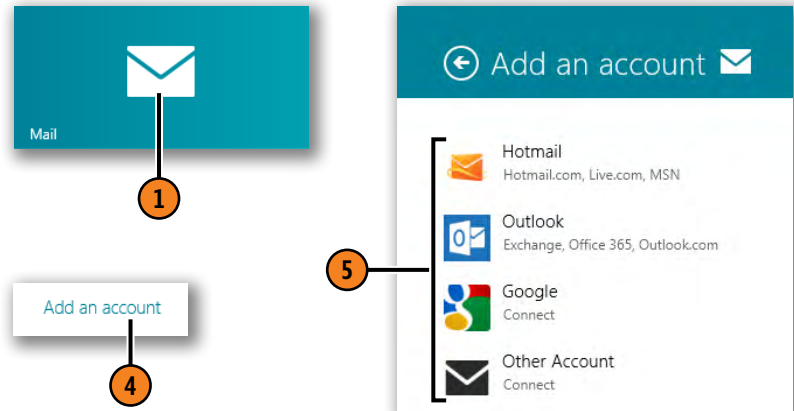 Mail
1
Add an account
4
Add an account
5
Hotmail
Hotmail.com, Live.com, MSN
Outlook
Exchange, Office 365, Outlook.com
Google
Connect
Other Account
Connect